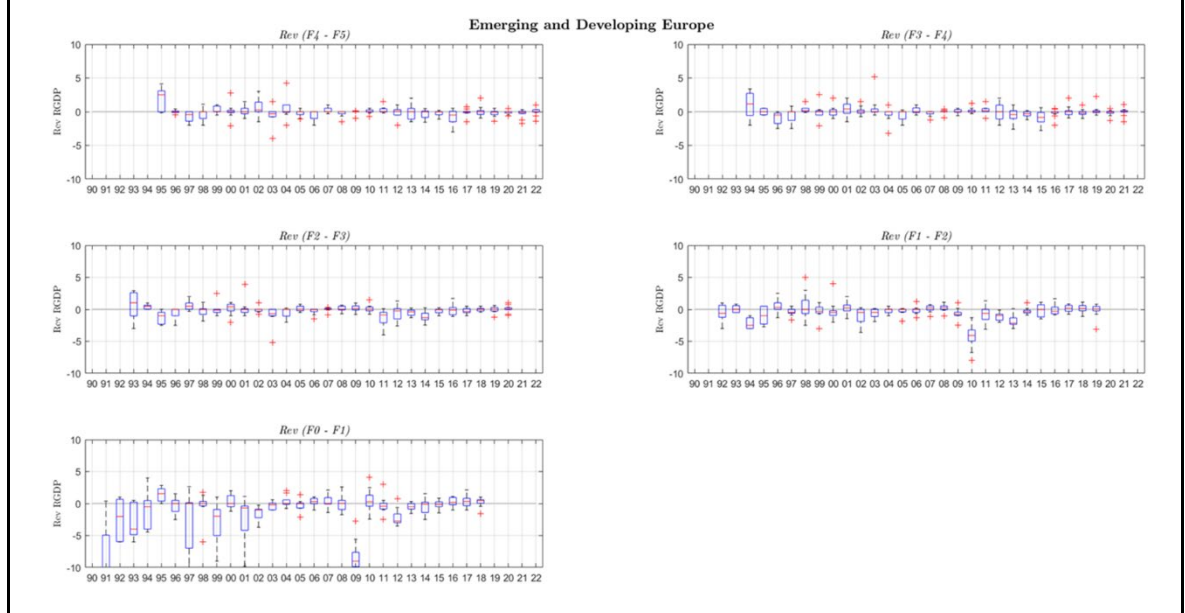 Emerging and Developing Europe
Rev (F4 - F5)
10
5
0
-5
-10
Rev RGDP
90 91 92 93 94 95 96 97 98 99 00 01 02 03 04 05 06 07 08 09 10 11 12 13 14 15 16 17 18 19 20 21 22
Rev (F3 - F4)
10
5
0
-5
-10
Rev RGDP
90 91 92 93 94 95 96 97 98 99 00 01 02 03 04 05 06 07 08 09 10 11 12 13 14 15 16 17 18 19 20 21 22
Rev (F2 - F3)
10
5
0
-5
-10
Rev RGDP
90 91 92 93 94 95 96 97 98 99 00 01 02 03 04 05 06 07 08 09 10 11 12 13 14 15 16 17 18 19 20 21 22
Rev (F1 - F2)
10
5
0
-5
-10
Rev RGDP
90 91 92 93 94 95 96 97 98 99 00 01 02 03 04 05 06 07 08 09 10 11 12 13 14 15 16 17 18 19 20 21 22
Rev (F0 - F1)
10
5
0
-5
-10
Rev RGDP
90 91 92 93 94 95 96 97 98 99 00 01 02 03 04 05 06 07 08 09 10 11 12 13 14 15 16 17 18 19 20 21 22